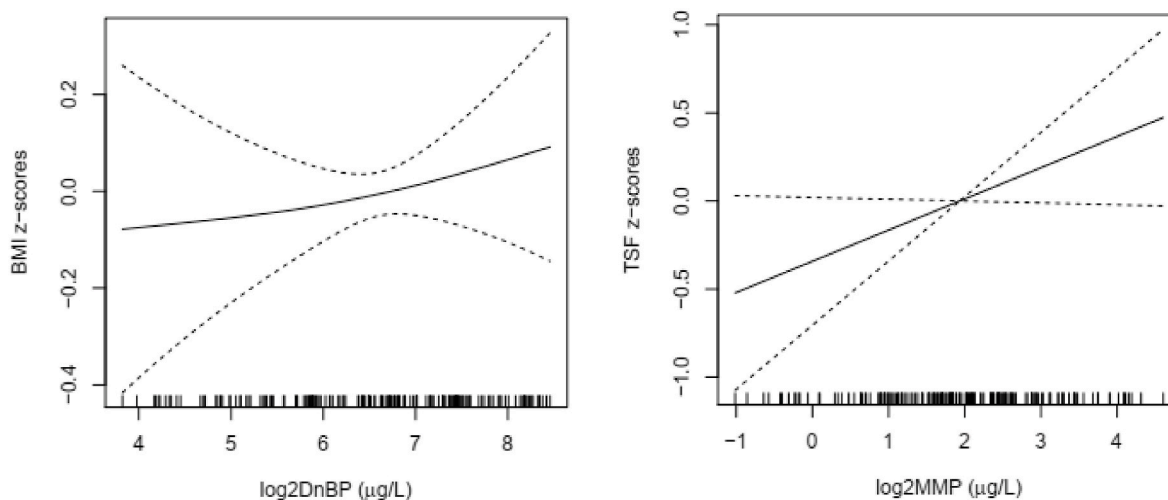 BMI z-scores
0.2
0.0
−0.2
−0.4
4 5 6 7 8
log2DnBP (μg/L)
TSF z-scores
1.0
0.5
0.0
−0.5
−1.0
−1 0 1 2 3 4
log2MMP (μg/L)